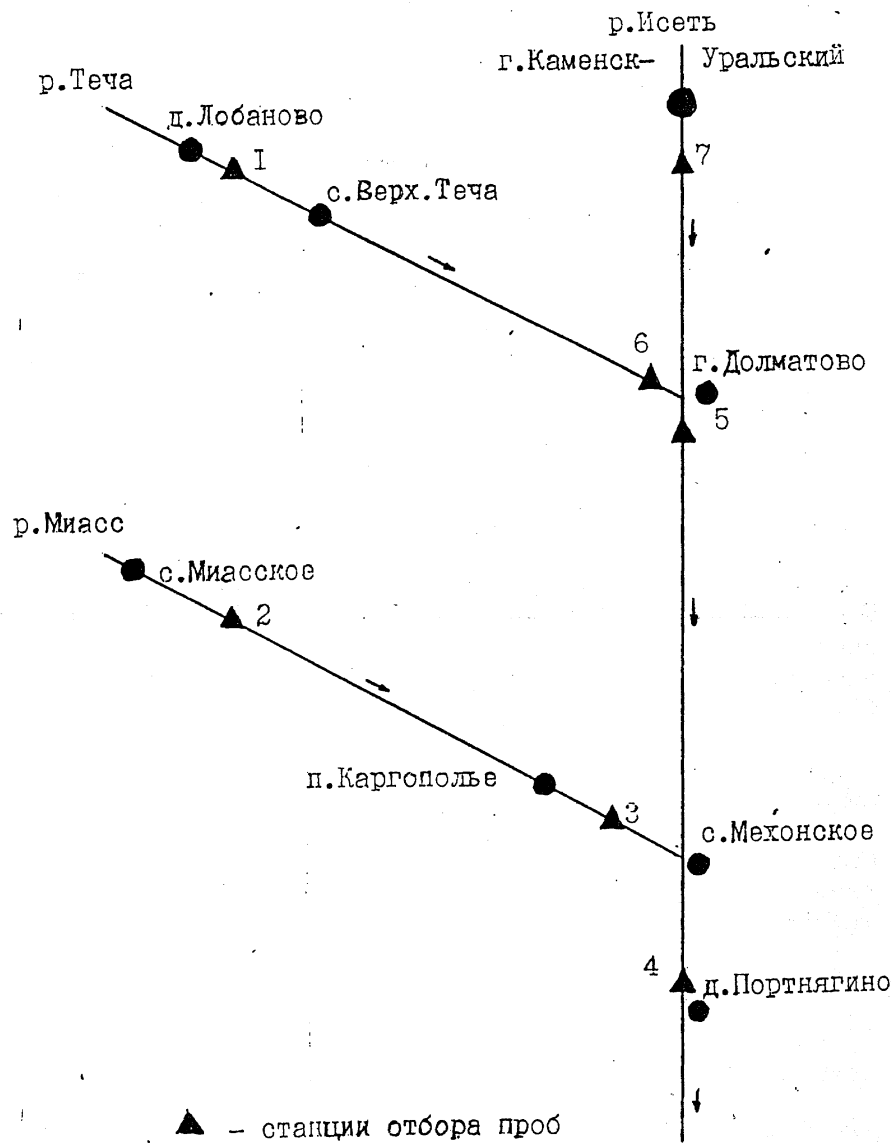 р.Исеть
г.Каменск- Уральский
р.Теча
д.Лобаново
I
7
с.Верх.Теча
6
г.Долматово
5
р.Миасс
с.Миасское
2
п.Каргополье
3
с.Мехонское
4
д.Портнягино
- станции отбора проб